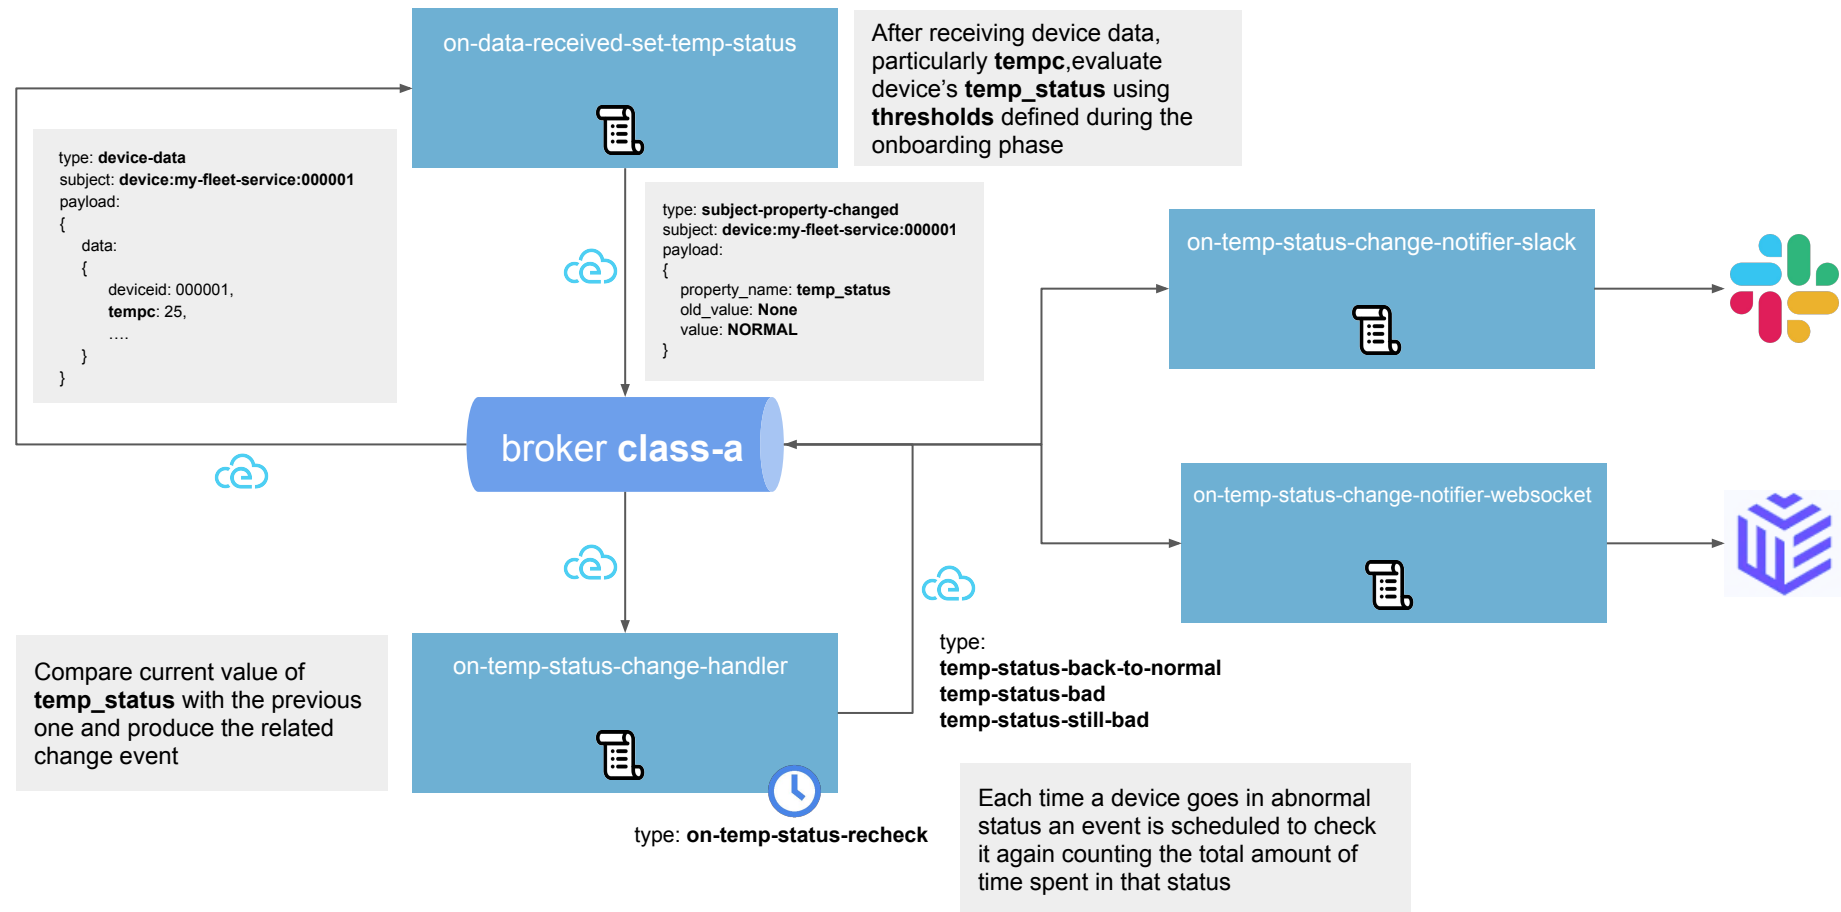 on-data-received-set-temp-status
After receiving device data,
particularly tempc,evaluate
device's temp_status using
thresholds defined during the
onboarding phase
type: device-data
subject: device:my-fleet-service:000001
payload:
{
data:
{
deviceid: 000001,
tempc: 25,
....
}
}
type: subject-property-changed
subject: device:my-fleet-service:000001
payload:
{
property_name: temp_status
old_value: None
value: NORMAL
}
on-temp-status-change-notifier-slack
broker class-a
on-temp-status-change-notifier-websocket
Compare current value of
temp_status with the previous
one and produce the related
change event
on-temp-status-change-handler
type:
temp-status-back-to-normal
temp-status-bad
temp-status-still-bad
type: on-temp-status-recheck
Each time a device goes in abnormal
status an event is scheduled to check
it again counting the total amount of
time spent in that status